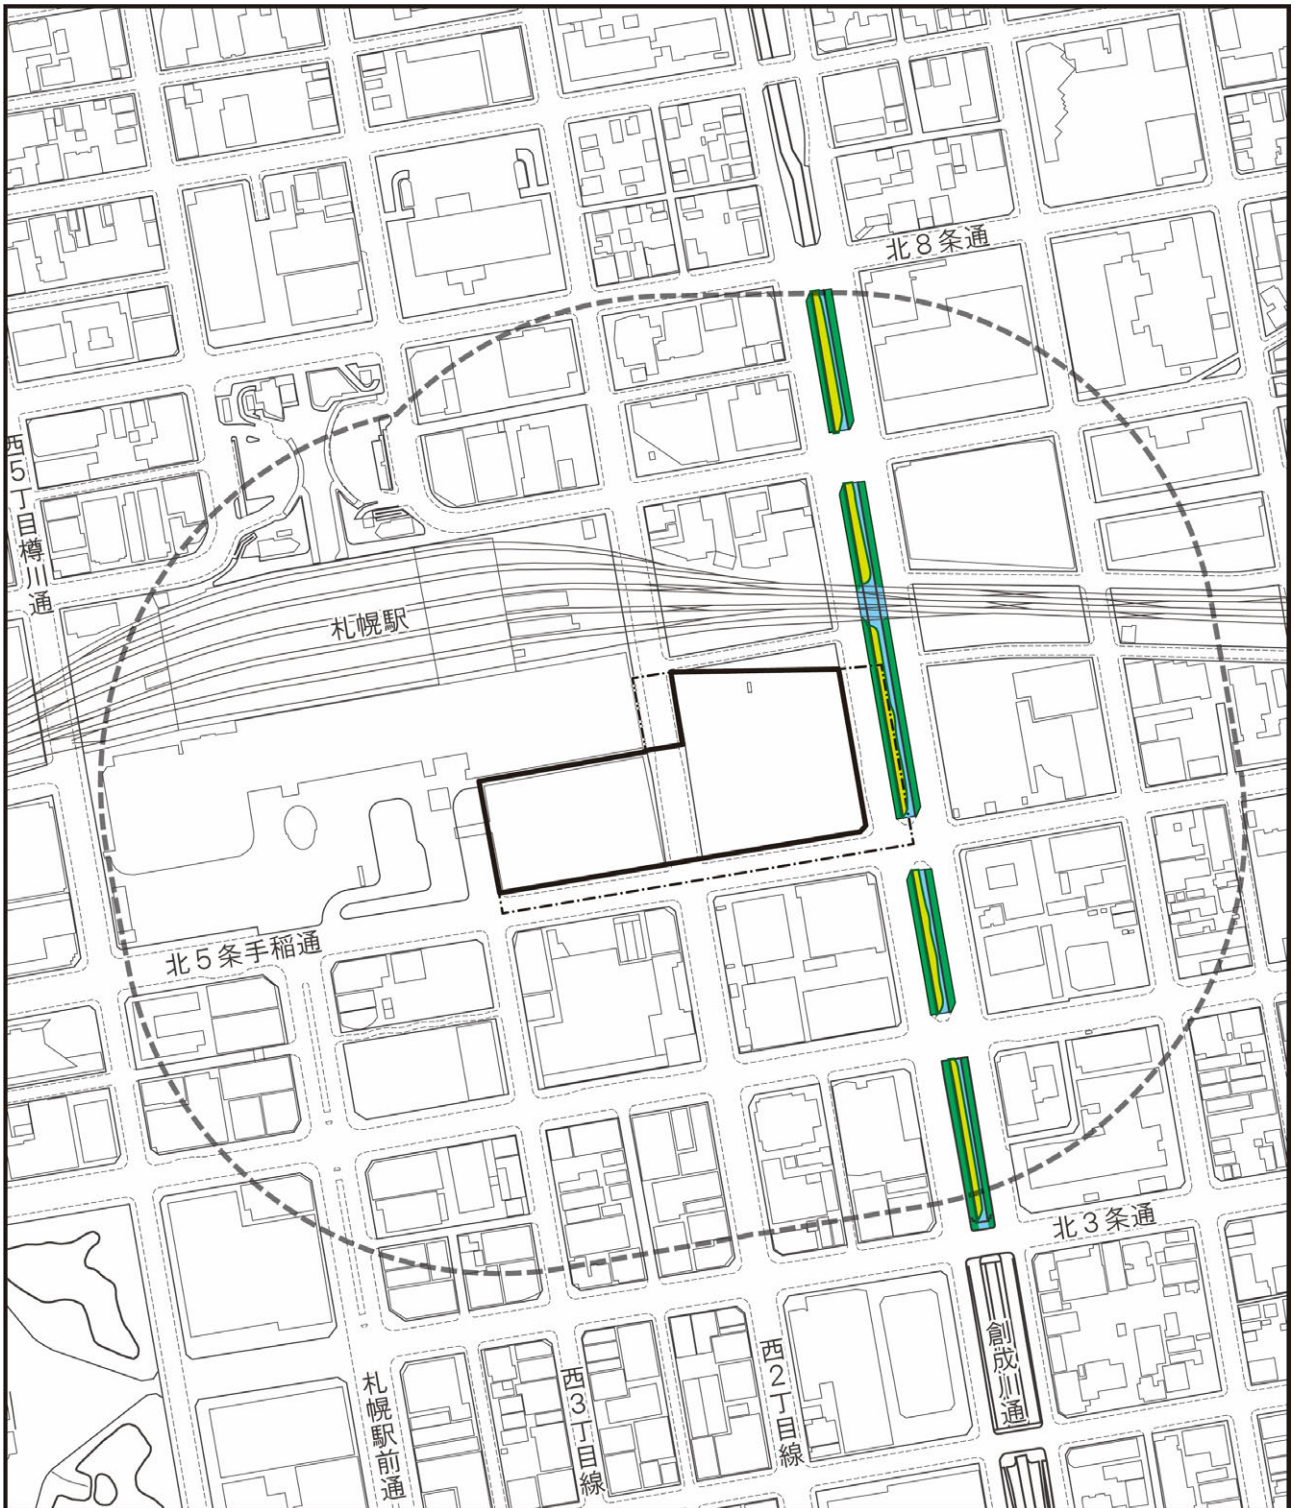 北8条通
西5丁目樽川通
札幌駅
北5条手稲通
北3条通
創成川通
西2丁目線
西3丁目線
札幌駅前通